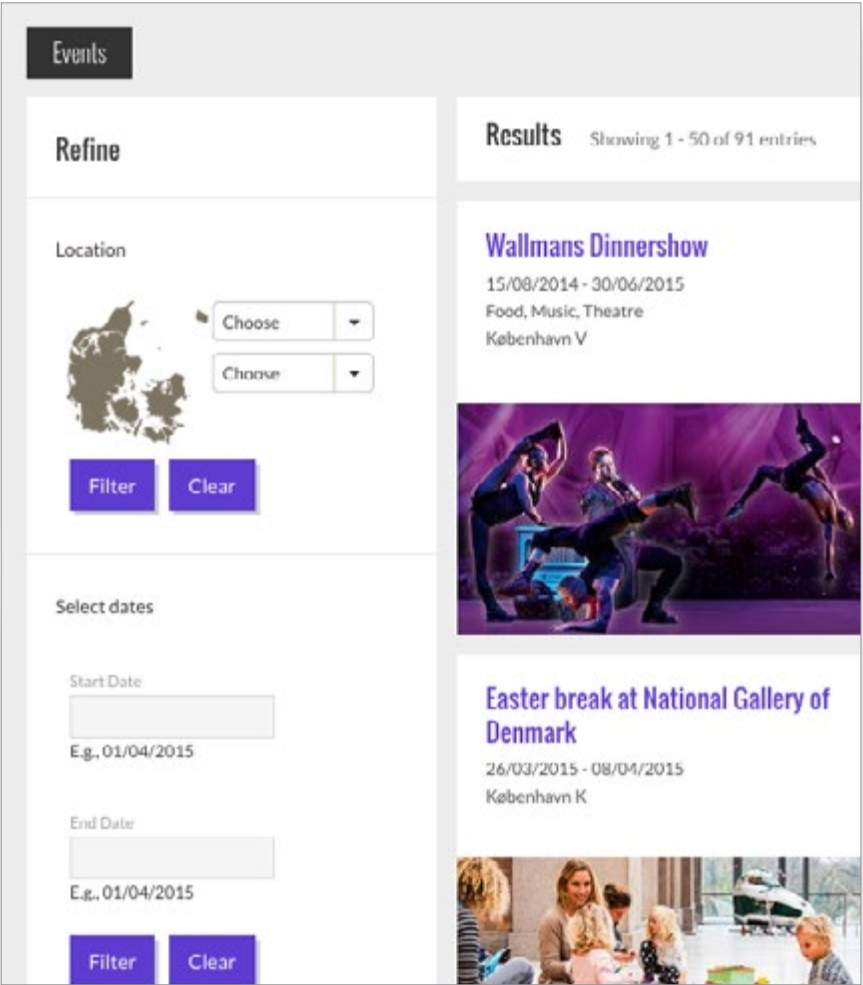 Events
Refine
Location
Choose
Choose
Filter
Clear
Select dates
Start Date
E.g., 01/04/2015
End Date
E.g., 01/04/2015
Filter
Clear
Results
Showing 1 - 50 of 91 entries
Wallmans Dinnershow
15/08/2014 - 30/06/2015
Food, Music, Theatre
København V
Easter break at National Gallery of
Denmark
26/03/2015 - 08/04/2015
København K